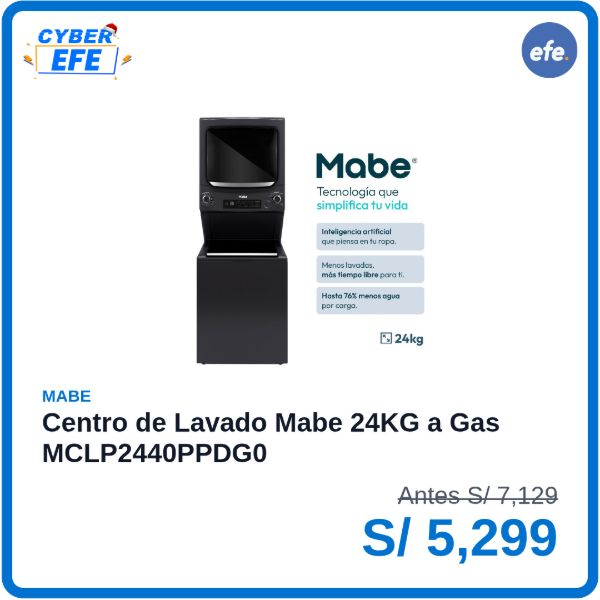 CYBER
EFE
efe.
Mabe®
Tecnología que
simplifica tu vida
Inteligencia artificial
que piensa en tu ropa.
Menos lavadas,
más tiempo libre para ti.
Hasta 76% menos agua
por carga.
24kg
MABE
Centro de Lavado Mabe 24KG a Gas
MCLP2440PPDG0
Antes S/ 7,129
S/ 5,299